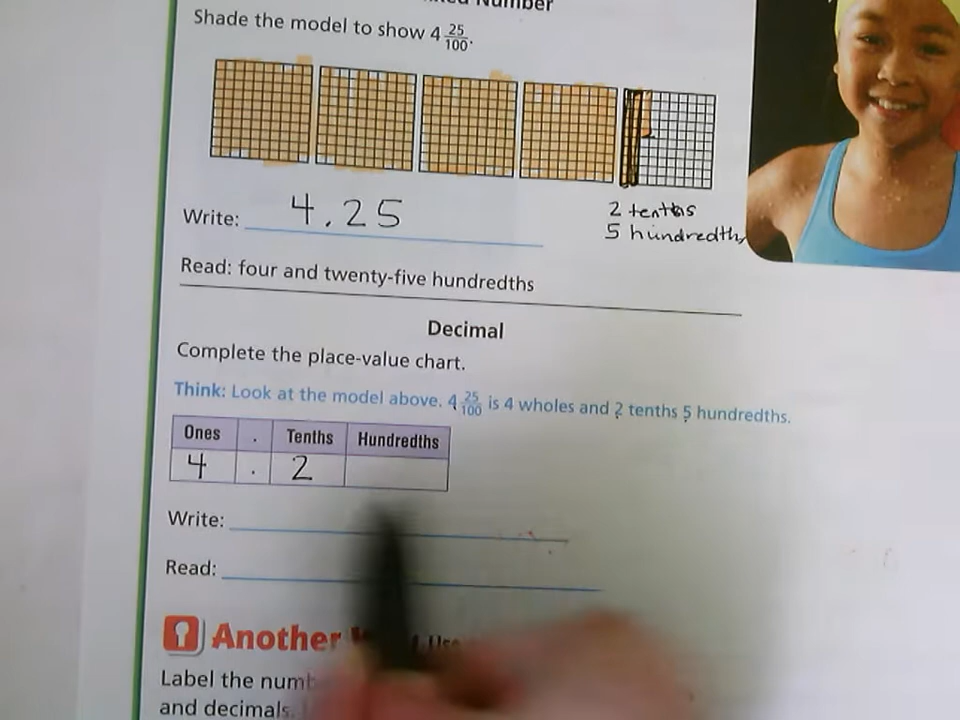 Number
Shade the model to show 4 25/100.
Write: 4.25
2 tenths
5 hundredths
Read: four and twenty-five hundredths
Decimal
Complete the place-value chart.
Think: Look at the model above. 4 25/100 is 4 wholes and 2 tenths 5 hundredths.
Ones . Tenths Hundredths
4 . 2
Write:
Read:
Another
Label the numb
and decimals.